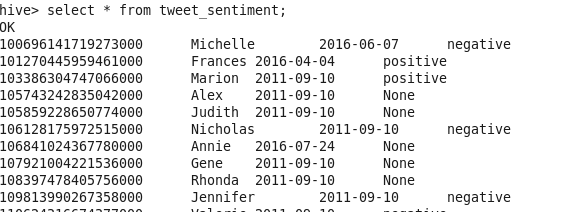 hive> select * from tweet_sentiment;
OK
100696141719273000 Michelle 2016-06-07 negative
101270445959461000 Frances 2016-04-04 positive
103386304747066000 Marion 2011-09-10 positive
105743242835042000 Alex 2011-09-10 None
105859228650774000 Judith 2011-09-10 None
106128175972515000 Nicholas 2011-09-10 negative
106841024367780000 Annie 2016-07-24 None
107921004221536000 Gene 2011-09-10 None
108397478405756000 Rhonda 2011-09-10 None
109813990267358000 Jennifer 2011-09-10 negative